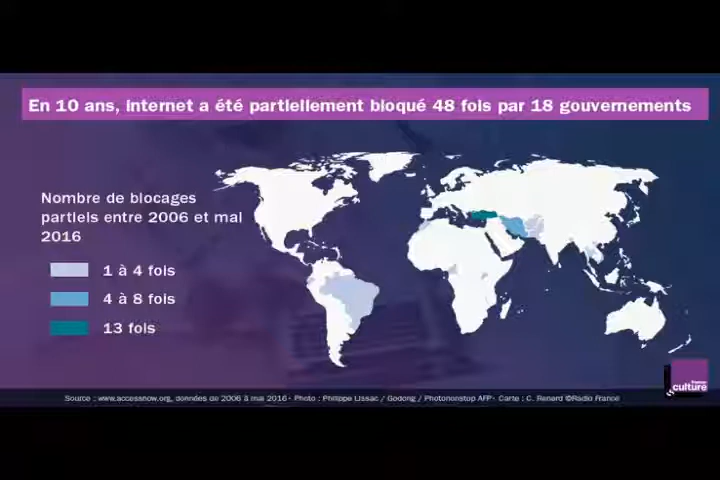 En 10 ans, Internet a été partiellement bloqué 48 fois par 18 gouvernements
Nombre de blocages
partiels entre 2006 et mai
2016
1 à 4 fois
4 à 8 fois
13 fois
france
culture
Source : www.accessnow.org, données de 2006 à mai 2016 - Photo : Philippe Lissac / Godong / Photononstop AFP - Carte : C. Renard ©Radio France